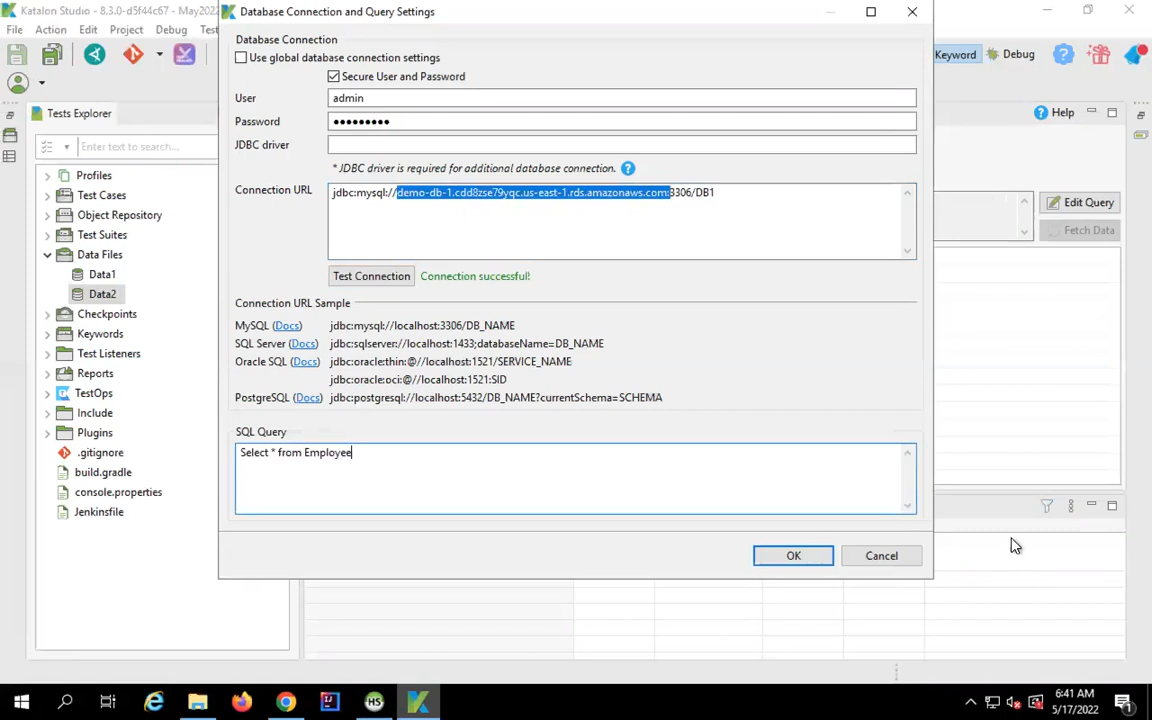 Katalon Studio - 8.3.0-d5f44c67 - May2022
Database Connection and Query Settings
File Action Edit Project Debug
Database Connection
Use global database connection settings
Keyword
Debug
Secure User and Password
User
admin
Tests Explorer
Password
•••••••••
Help
Enter text to search...
JDBC driver
* JDBC driver is required for additional database connection.
Profiles
Connection URL
jdbc:mysql://demo-db-1.cdd8zse79yqc.us-east-1.rds.amazonaws.com:3306/DB1
Test Cases
Edit Query
Object Repository
Fetch Data
Test Suites
Data Files
Data1
Test Connection
Connection successful!
Data2
Connection URL Sample
Checkpoints
MySQL (Docs)
jdbc:mysql://localhost:3306/DB_NAME
Keywords
SQL Server (Docs)
jdbc:sqlserver://localhost:1433;databaseName=DB_NAME
Test Listeners
Oracle SQL (Docs)
jdbc:oracle:thin:@//localhost:1521/SERVICE_NAME
Reports
jdbc:oracle:oci:@//localhost:1521:SID
TestOps
PostgreSQL (Docs)
jdbc:postgresql://localhost:5432/DB_NAME?currentSchema=SCHEMA
Include
Plugins
SQL Query
.gitignore
Select * from Employee
build.gradle
console.properties
Jenkinsfile
OK
Cancel
6:41 AM
5/17/2022